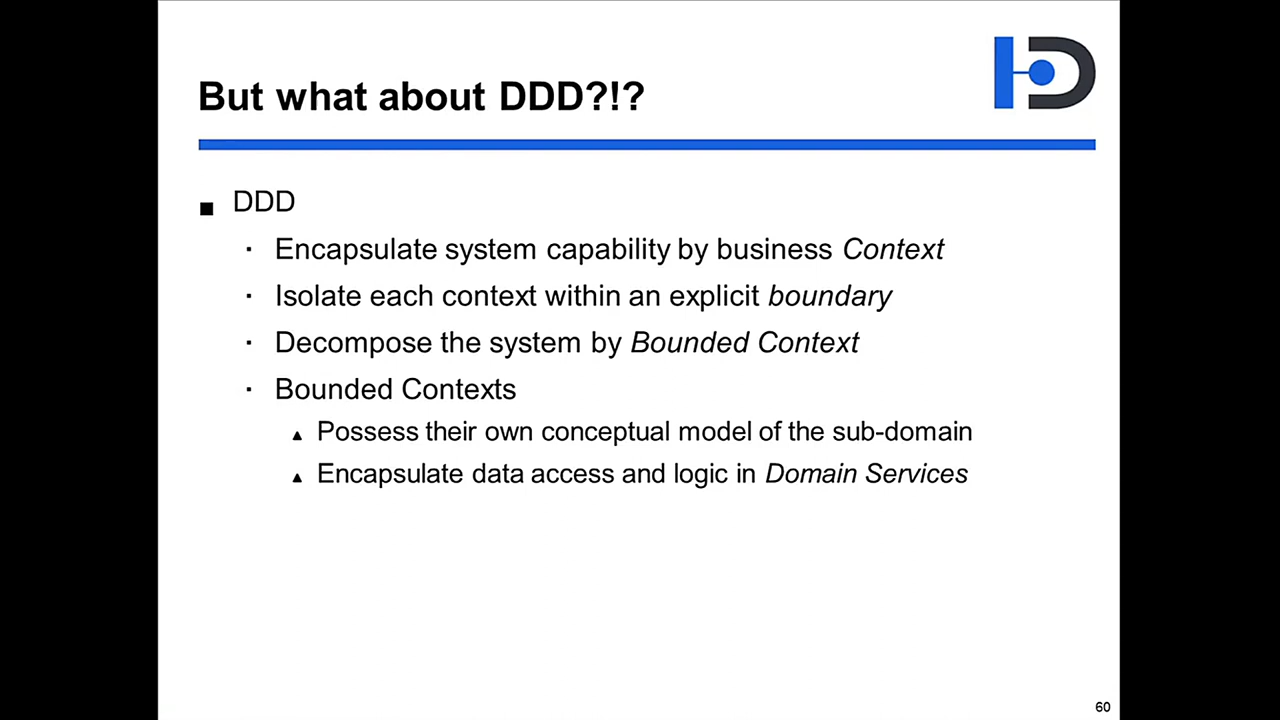 But what about DDD?!?
DDD
Encapsulate system capability by business Context
Isolate each context within an explicit boundary
Decompose the system by Bounded Context
Bounded Contexts
Possess their own conceptual model of the sub-domain
Encapsulate data access and logic in Domain Services
60